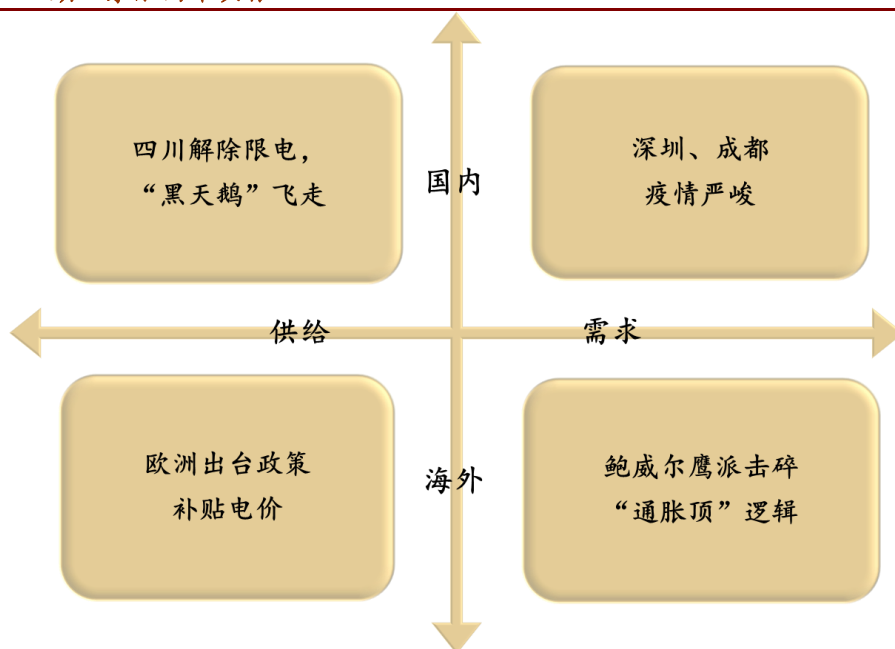 四川解除限电，
“黑天鹅”飞走
深圳、成都
疫情严峻
国内
供给
需求
欧洲出台政策
补贴电价
海外
鲍威尔鹰派击碎
“通胀顶”逻辑